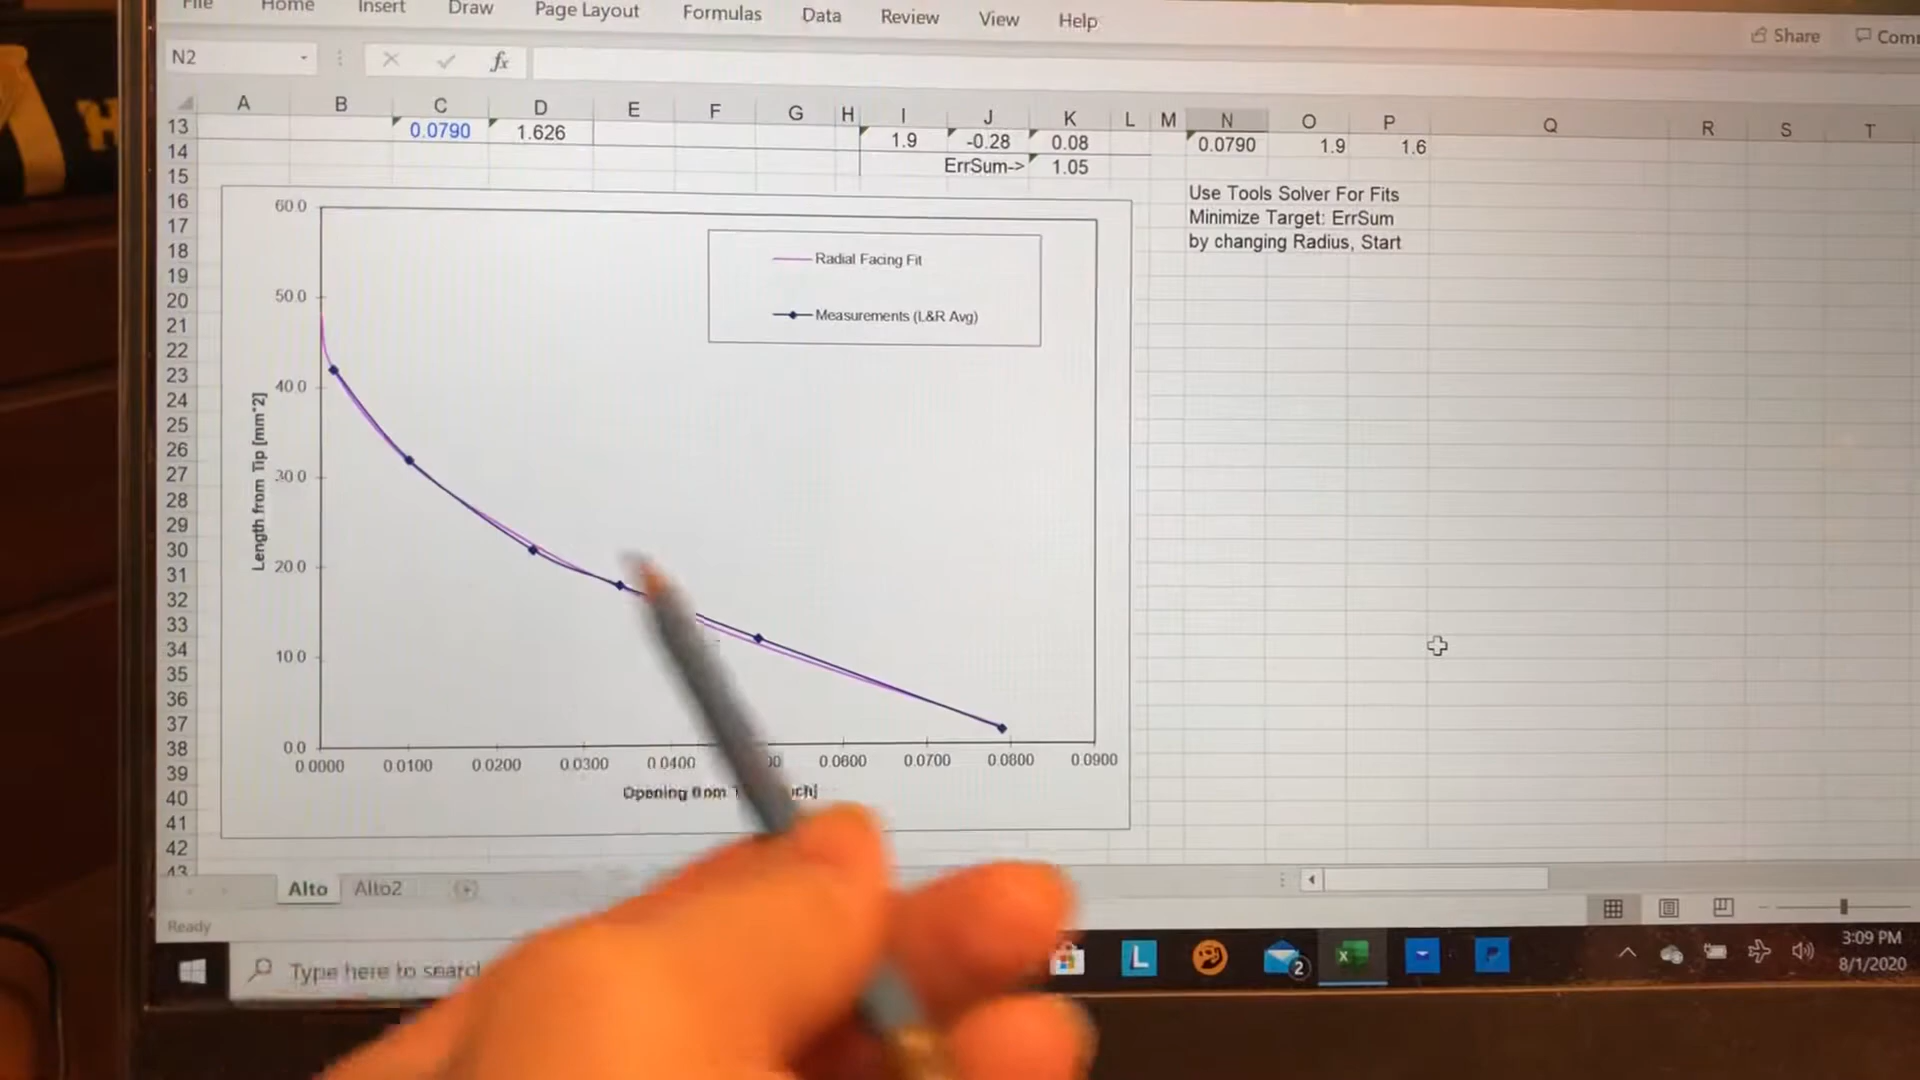 File Home Insert Draw Page Layout Formulas Data Review View Help Share
N2 fx
A B C D E F G H I J K L M N O P Q R S T
13 0.0790 1.626 1.9 -0.28 0.08 0.0790 1.9 1.6
14 ErrSum-> 1.05
15
16 Use Tools Solver For Fits
17 Minimize Target: ErrSum
18 by changing Radius, Start
19
20
21
22
23
24
25
26
27
28
29
30
31
32
33
34
35
36
37
38
39
40
41
42
43
60.0
50.0
40.0
30.0
20.0
10.0
0.0
Length from Tip [mm*2]
Radial Facing Fit
Measurements (L&R Avg)
0.0000 0.0100 0.0200 0.0300 0.0400 0.0600 0.0700 0.0800 0.0900
Opening
Alto Alto2
Ready
Type here to search
L
2
3:09 PM
8/1/2020